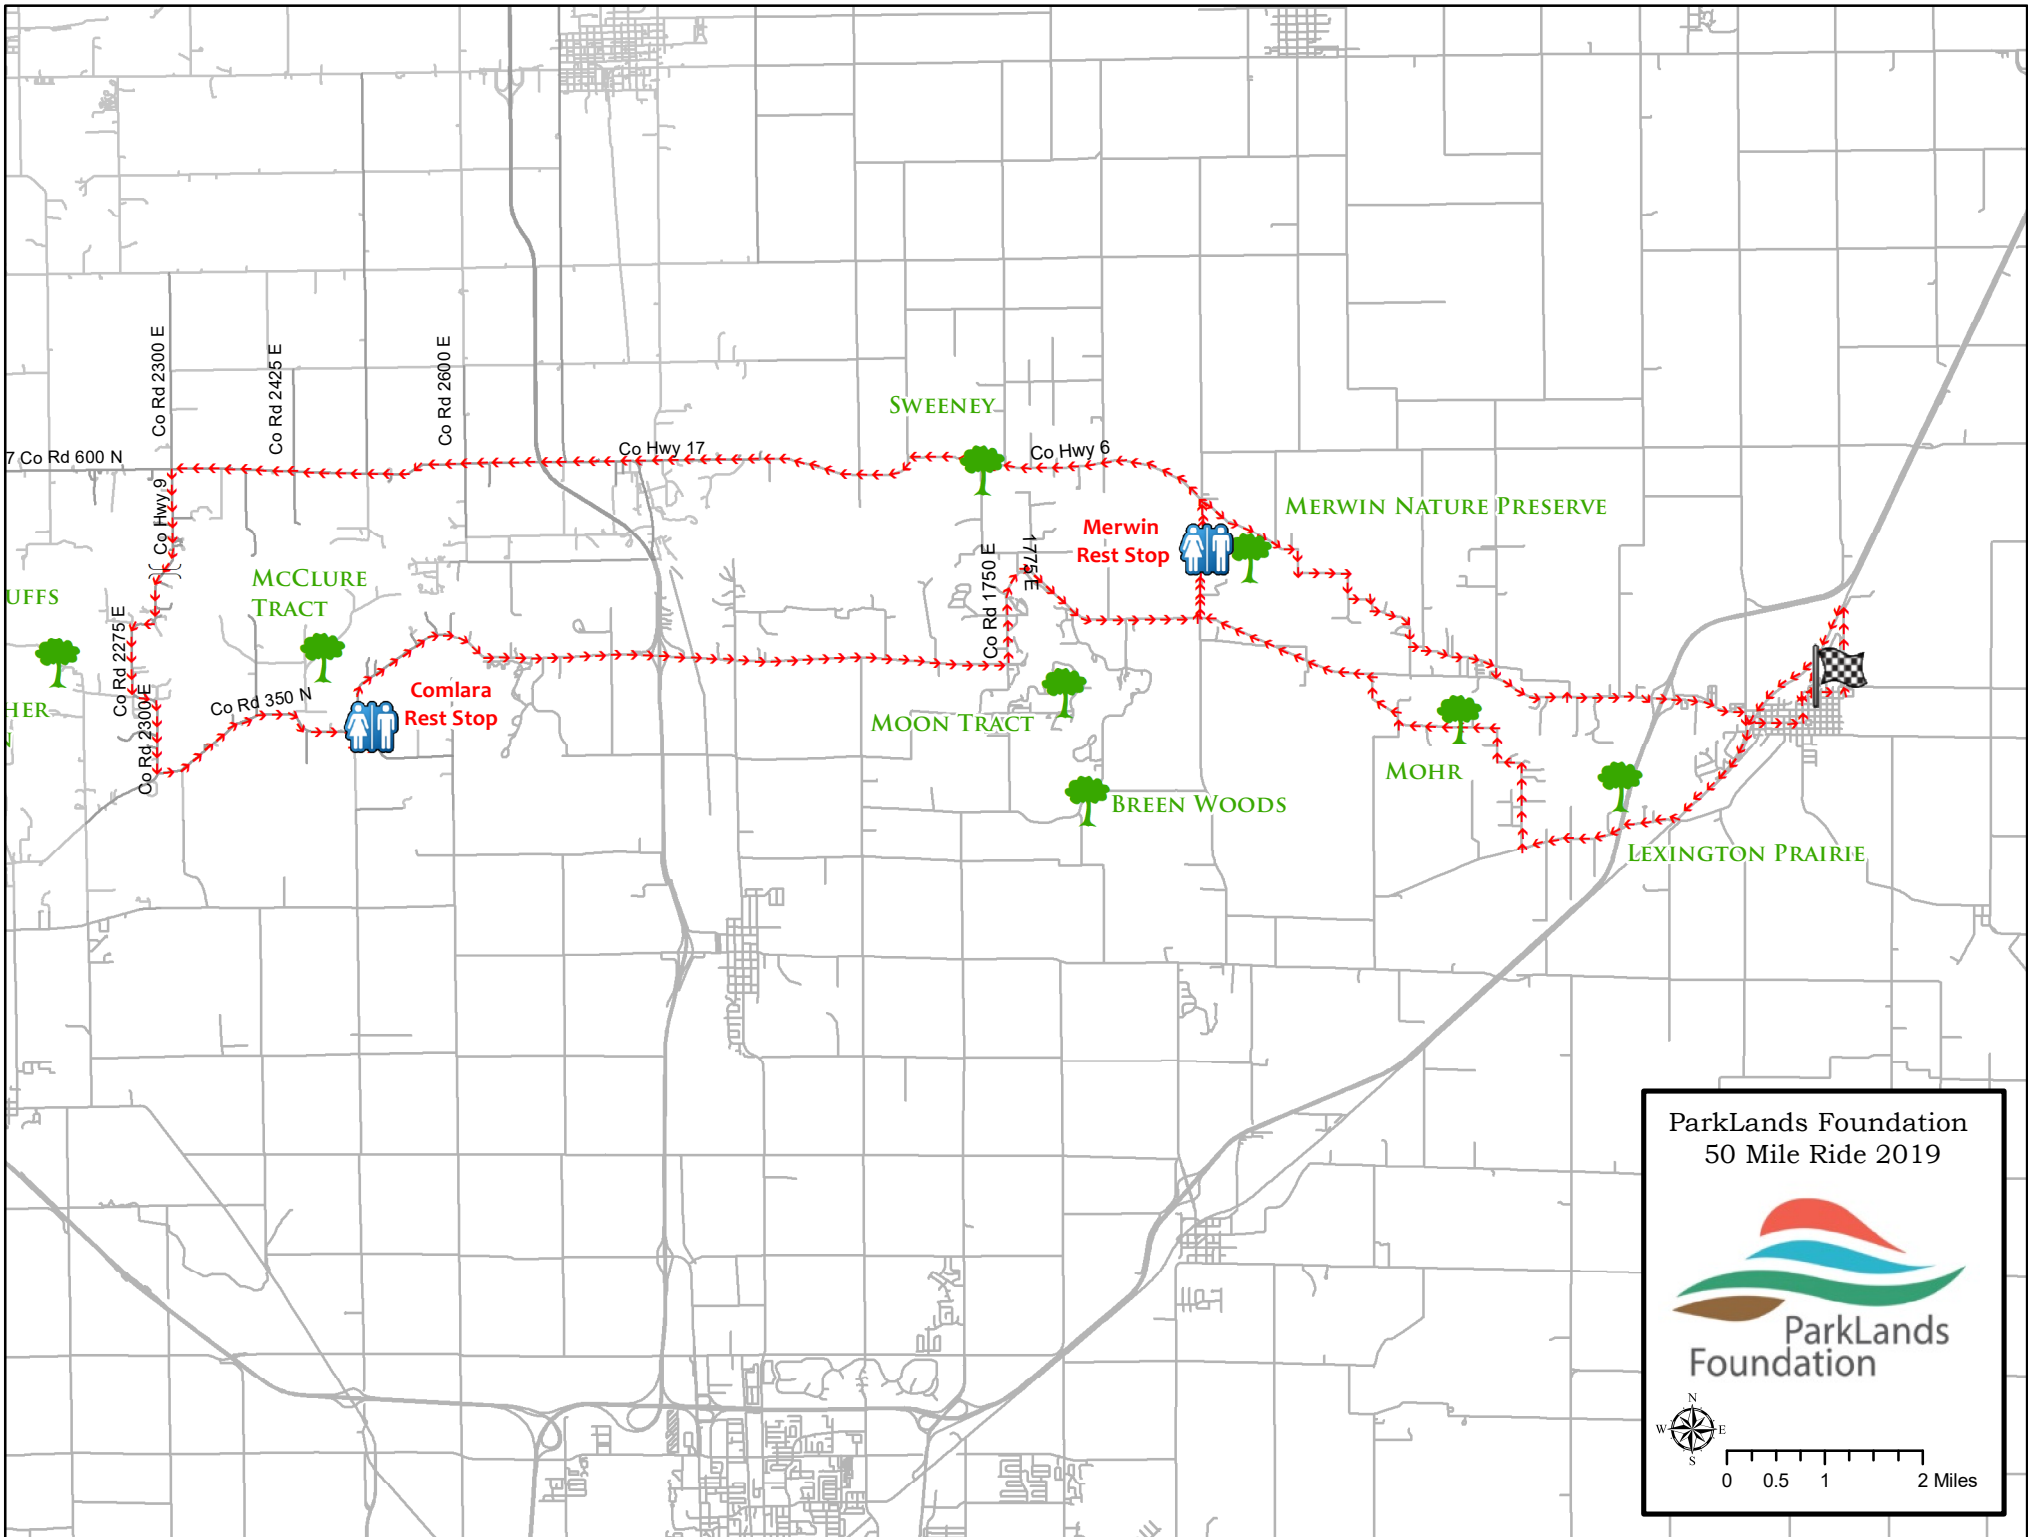 Co Rd 2300 E
Co Rd 2425 E
Co Rd 2600 E
SWEENEY
7 Co Rd 600 N
Co Hwy 17
Co Hwy 6
Co Hwy 9
MERWIN NATURE PRESERVE
Merwin
Rest Stop
1775 E
Co Rd 1750 E
MCCLURE
TRACT
UFFS
Co Rd 2275 E
HER
N
Co Rd 2300 E
Co Rd 350 N
Comlara
Rest Stop
MOON TRACT
MOHR
BREEN WOODS
LEXINGTON PRAIRIE
ParkLands Foundation
50 Mile Ride 2019
ParkLands
Foundation
N
W E
S
0 0.5 1 2 Miles